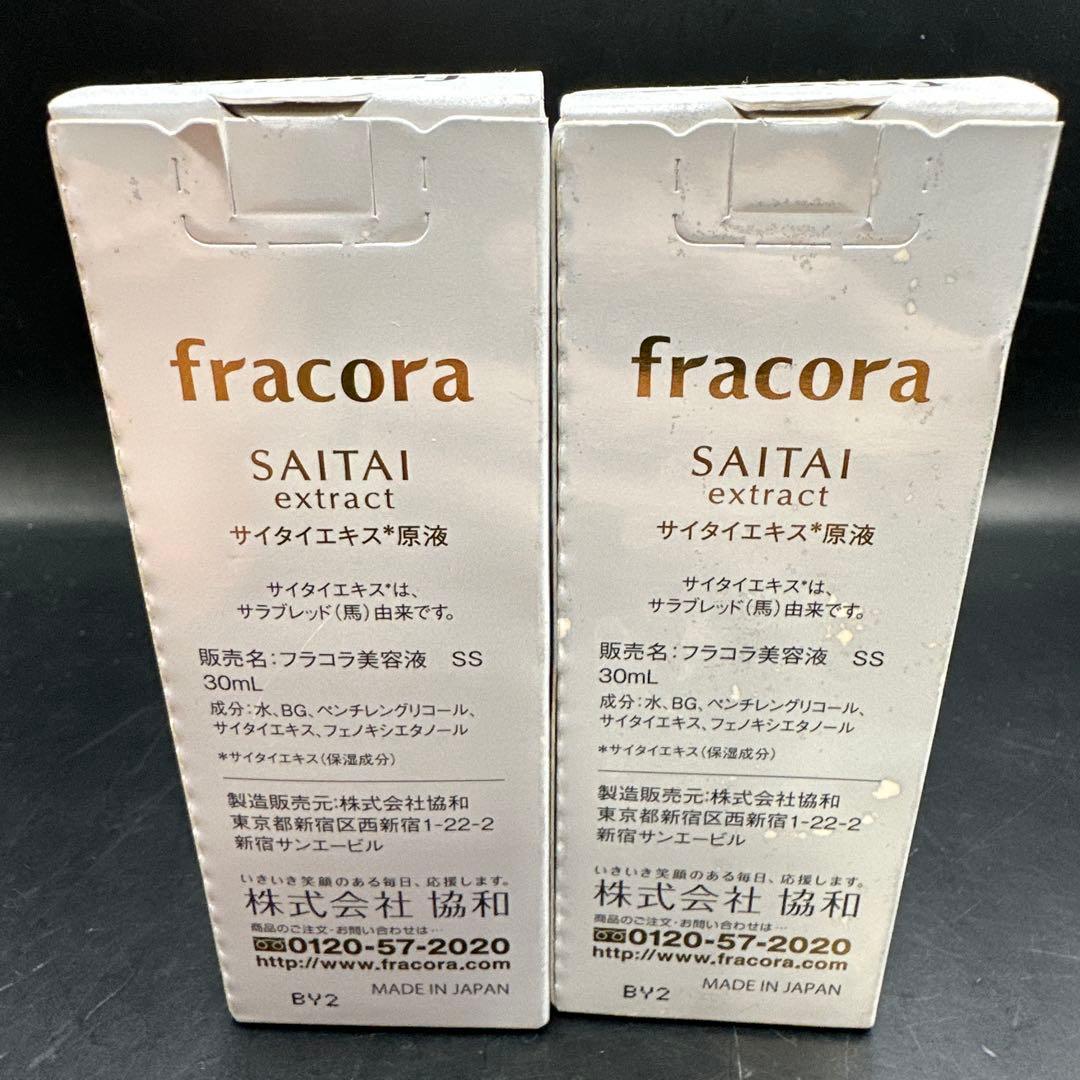 fracora
SAITAI
extract
サイタイエキス*原液
サイタイエキス*は、
サラブレッド(馬)由来です。
販売名:フラコラ美容液 SS
30mL
成分:水、BG、ペンチレングリコール、
サイタイエキス、フェノキシエタノール
*サイタイエキス(保湿成分)
製造販売元:株式会社協和
東京都新宿区西新宿1-22-2
新宿サンエービル
いきいき笑顔のある毎日、応援します。
株式会社 協和
商品のご注文・お問い合わせは…
0120-57-2020
http://www.fracora.com
BY2 MADE IN JAPAN
fracora
SAITAI
extract
サイタイエキス*原液
サイタイエキス*は、
サラブレッド(馬)由来です。
販売名:フラコラ美容液 SS
30mL
成分:水、BG、ペンチレングリコール、
サイタイエキス、フェノキシエタノール
*サイタイエキス(保湿成分)
製造販売元:株式会社協和
東京都新宿区西新宿1-22-2
新宿サンエービル
いきいき笑顔のある毎日、応援します。
株式会社 協和
商品のご注文・お問い合わせは…
0120-57-2020
http://www.fracora.com
BY2 MADE IN JAPAN